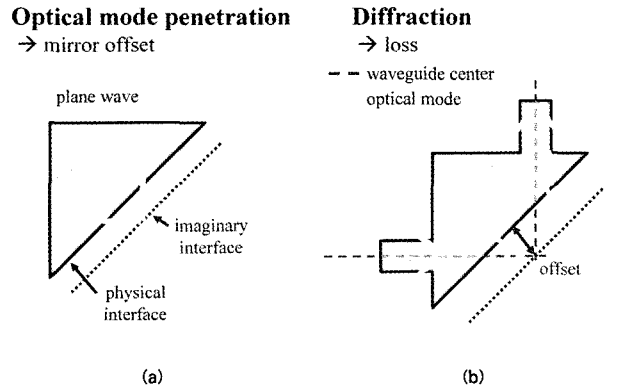 Optical mode penetration
→ mirror offset
plane wave
imaginary
interface
physical
interface
(a)
Diffraction
→ loss
waveguide center
optical mode
offset
(b)